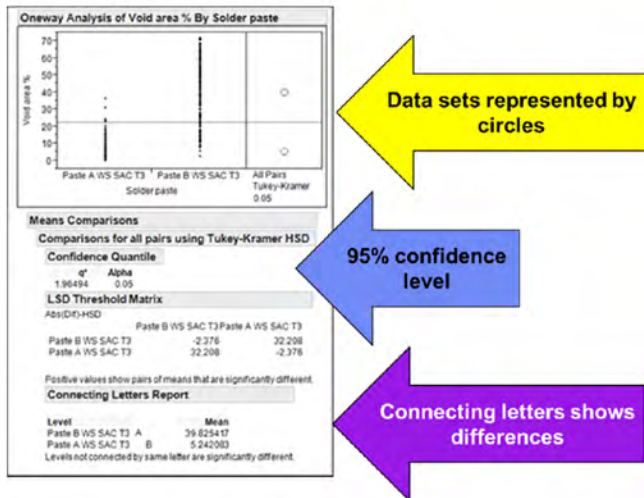 Oneway Analysis of Void area % By Solder paste
70
60
50
40
30
20
10
0
Void area %
Paste A WS SAC T3
Paste B WS SAC T3
All Pairs
Tukey-Kramer
0.05
Solder paste
Data sets represented by
circles
Means Comparisons
Comparisons for all pairs using Tukey-Kramer HSD
Confidence Quantile
q* Alpha
1.96494 0.05
95% confidence
level
LSD Threshold Matrix
Abs(Dif)-HSD
Paste B WS SAC T3 Paste A WS SAC T3
Paste B WS SAC T3 -2.376 32.208
Paste A WS SAC T3 32.208 -2.376
Positive values show pairs of means that are significantly different.
Connecting Letters Report
Level Mean
Paste B WS SAC T3 A 39.825417
Paste A WS SAC T3 B 5.242083
Levels not connected by same letter are significantly different.
Connecting letters shows
differences